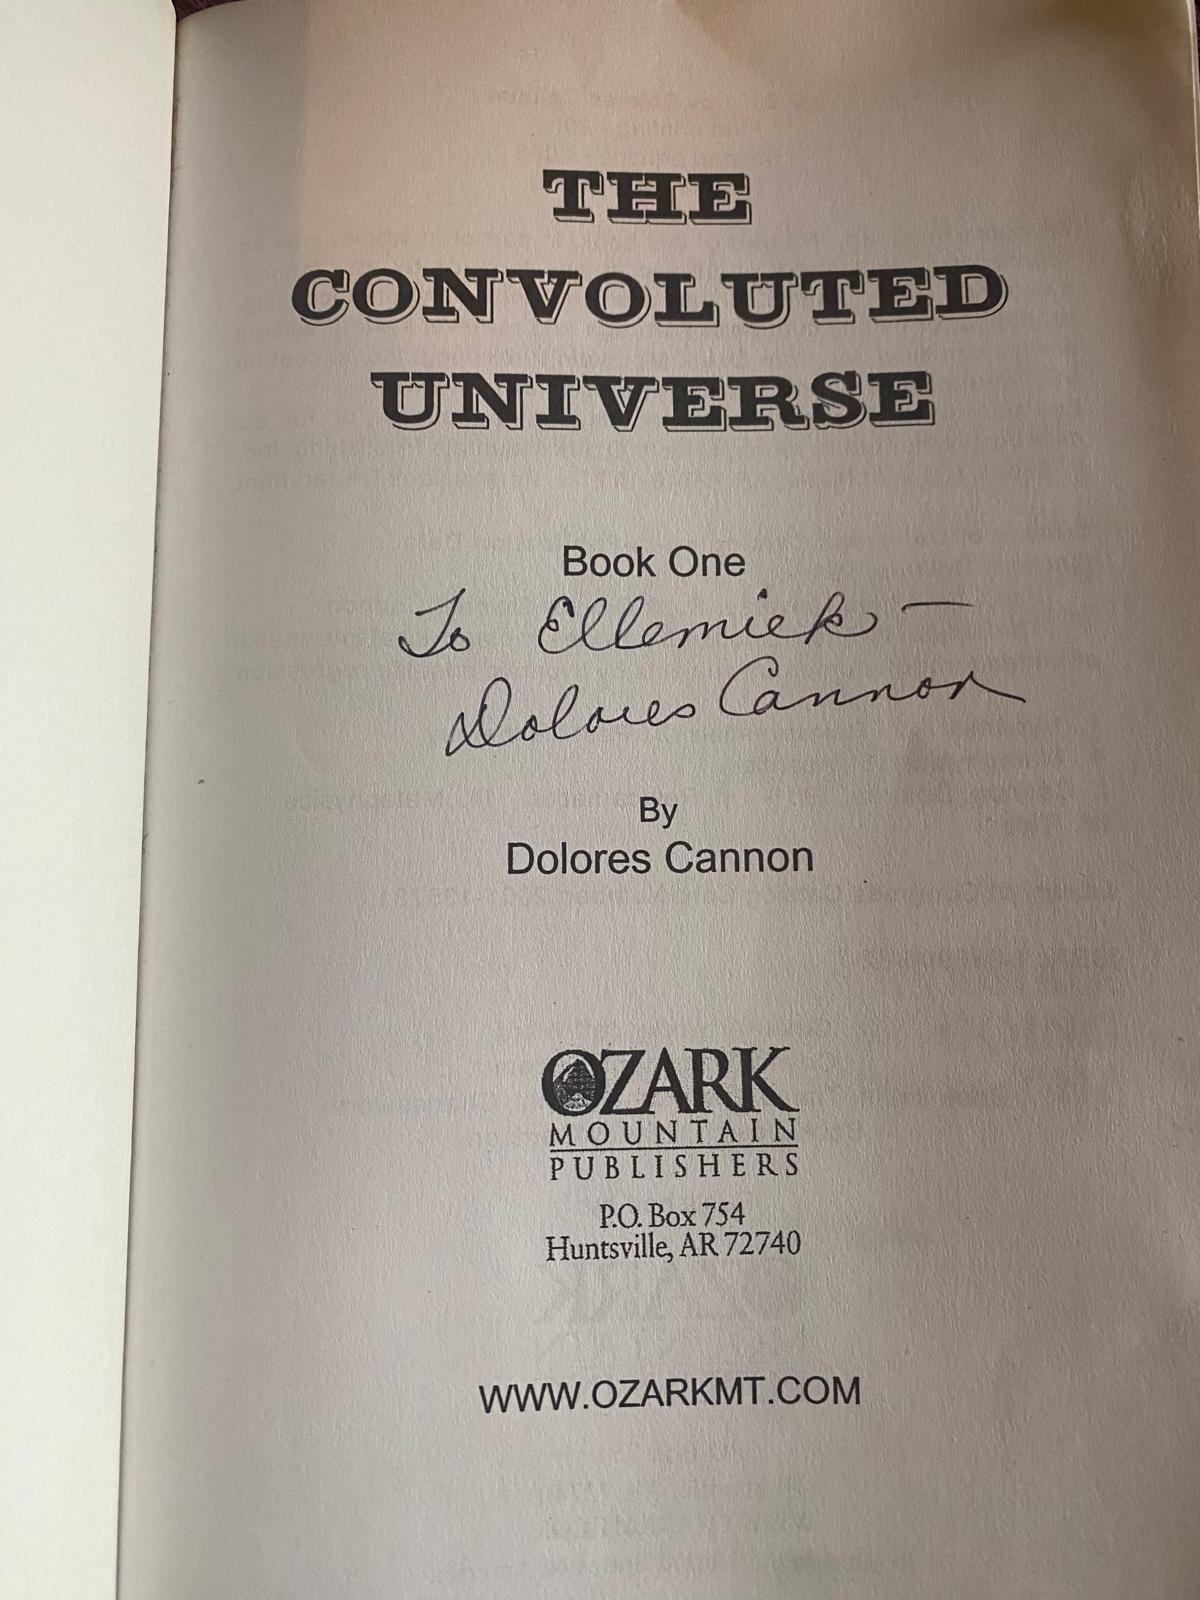 THE
CONVOLUTED
UNIVERSE
Book One
To Ellemiek —
Dolores Cannon
By
Dolores Cannon
OZARK
MOUNTAIN
PUBLISHERS
P.O. Box 754
Huntsville, AR 72740
WWW.OZARKMT.COM